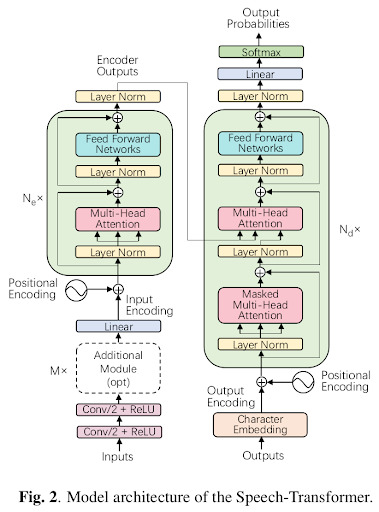 Output
Probabilities
Softmax
Linear
Layer Norm
Encoder
Outputs
Layer Norm
Feed Forward
Networks
Layer Norm
Multi-Head
Attention
Layer Norm
Ne×
Positional
Encoding
Input
Encoding
Linear
Additional
Module
(opt)
M×
Conv/2 + ReLU
Conv/2 + ReLU
Inputs
Feed Forward
Networks
Layer Norm
Multi-Head
Attention
Layer Norm
Nd×
Masked
Multi-Head
Attention
Layer Norm
Output
Encoding
Positional
Encoding
Character
Embedding
Outputs
Fig. 2. Model architecture of the Speech-Transformer.